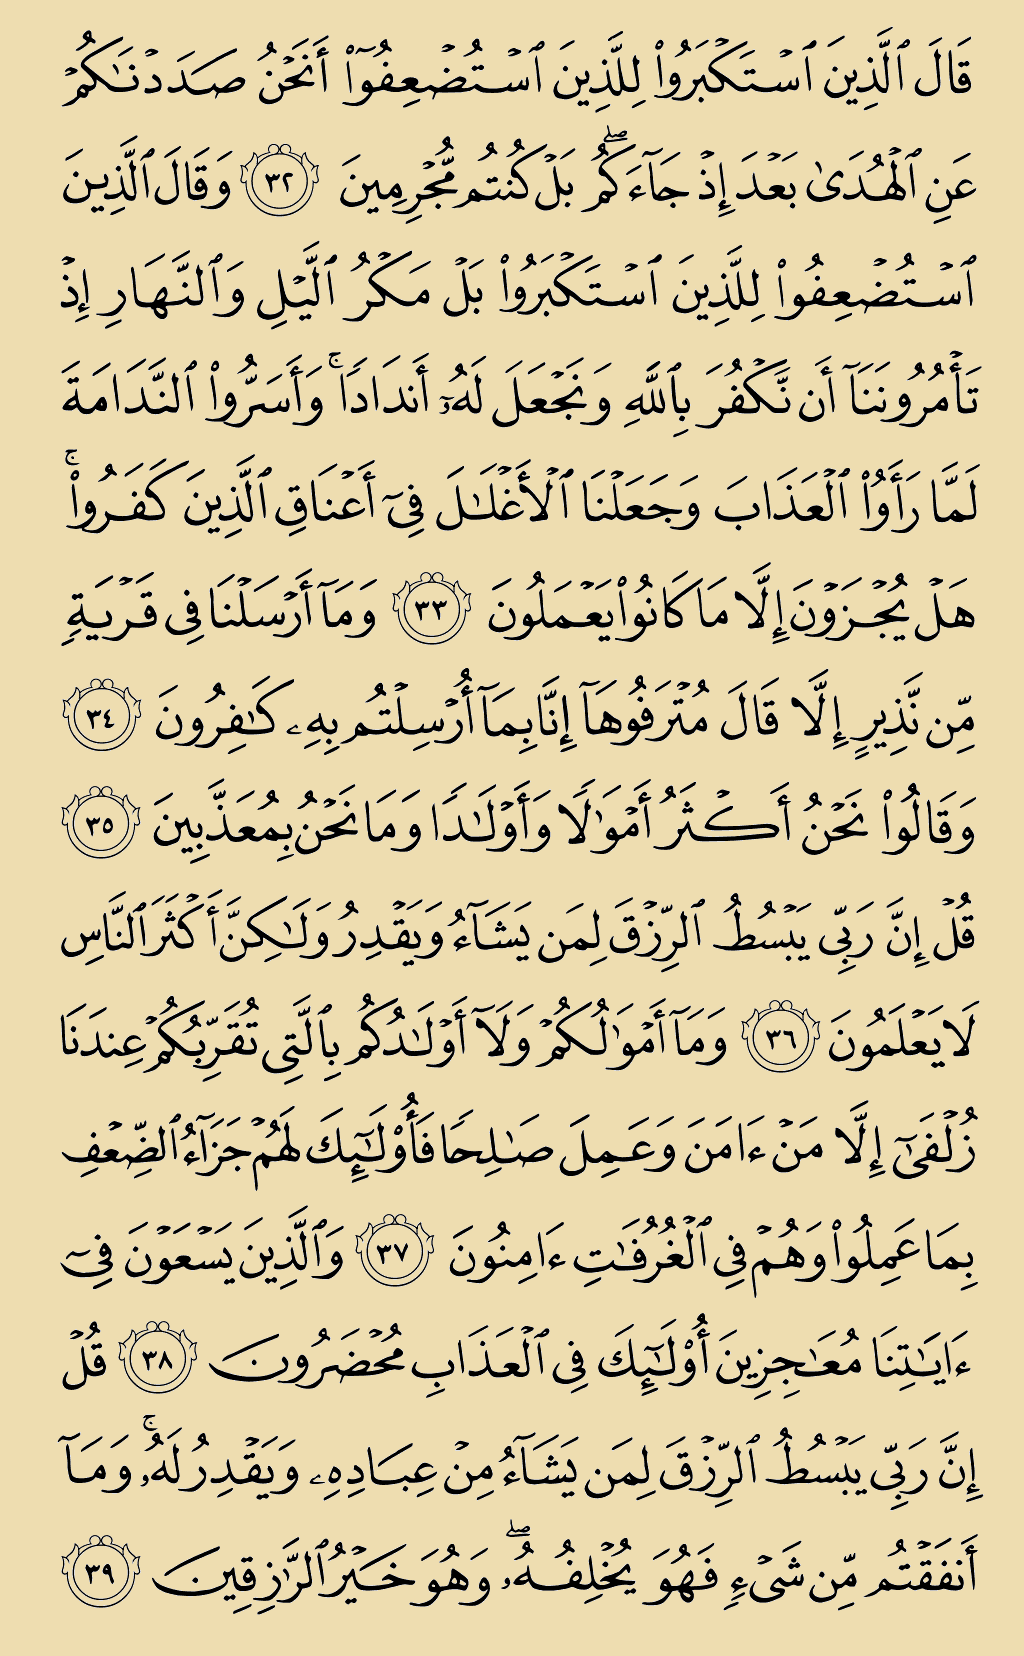 قَالَ ٱلَّذِينَ ٱسۡتَكۡبَرُواْ لِلَّذِينَ ٱسۡتُضۡعِفُوٓاْ أَنَحۡنُ صَدَدۡنَٰكُمۡ
عَنِ ٱلۡهُدَىٰ بَعۡدَ إِذۡ جَآءَكُمۖ بَلۡ كُنتُم مُّجۡرِمِينَ ٣٢ وَقَالَ ٱلَّذِينَ
ٱسۡتُضۡعِفُواْ لِلَّذِينَ ٱسۡتَكۡبَرُواْ بَلۡ مَكۡرُ ٱلَّيۡلِ وَٱلنَّهَارِ إِذۡ
تَأۡمُرُونَنَآ أَن نَّكۡفُرَ بِٱللَّهِ وَنَجۡعَلَ لَهُۥٓ أَندَادٗاۚ وَأَسَرُّواْ ٱلنَّدَامَةَ
لَمَّا رَأَوُاْ ٱلۡعَذَابَ وَجَعَلۡنَا ٱلۡأَغۡلَٰلَ فِيٓ أَعۡنَاقِ ٱلَّذِينَ كَفَرُواْۚ
هَلۡ يُجۡزَوۡنَ إِلَّا مَا كَانُواْ يَعۡمَلُونَ ٣٣ وَمَآ أَرۡسَلۡنَا فِي قَرۡيَةٖ
مِّن نَّذِيرٍ إِلَّا قَالَ مُتۡرَفُوهَآ إِنَّا بِمَآ أُرۡسِلۡتُم بِهِۦ كَٰفِرُونَ ٣٤
وَقَالُواْ نَحۡنُ أَكۡثَرُ أَمۡوَٰلٗا وَأَوۡلَٰدٗا وَمَا نَحۡنُ بِمُعَذَّبِينَ ٣٥
قُلۡ إِنَّ رَبِّي يَبۡسُطُ ٱلرِّزۡقَ لِمَن يَشَآءُ وَيَقۡدِرُ وَلَٰكِنَّ أَكۡثَرَ ٱلنَّاسِ
لَا يَعۡلَمُونَ ٣٦ وَمَآ أَمۡوَٰلُكُمۡ وَلَآ أَوۡلَٰدُكُم بِٱلَّتِي تُقَرِّبُكُمۡ عِندَنَا
زُلۡفَىٰٓ إِلَّا مَنۡ ءَامَنَ وَعَمِلَ صَٰلِحٗا فَأُوْلَٰٓئِكَ لَهُمۡ جَزَآءُ ٱلضِّعۡفِ
بِمَا عَمِلُواْ وَهُمۡ فِي ٱلۡغُرُفَٰتِ ءَامِنُونَ ٣٧ وَٱلَّذِينَ يَسۡعَوۡنَ فِيٓ
ءَايَٰتِنَا مُعَٰجِزِينَ أُوْلَٰٓئِكَ فِي ٱلۡعَذَابِ مُحۡضَرُونَ ٣٨ قُلۡ
إِنَّ رَبِّي يَبۡسُطُ ٱلرِّزۡقَ لِمَن يَشَآءُ مِنۡ عِبَادِهِۦ وَيَقۡدِرُ لَهُۥۚ وَمَآ
أَنفَقۡتُم مِّن شَيۡءٖ فَهُوَ يُخۡلِفُهُۥۖ وَهُوَ خَيۡرُ ٱلرَّٰزِقِينَ ٣٩